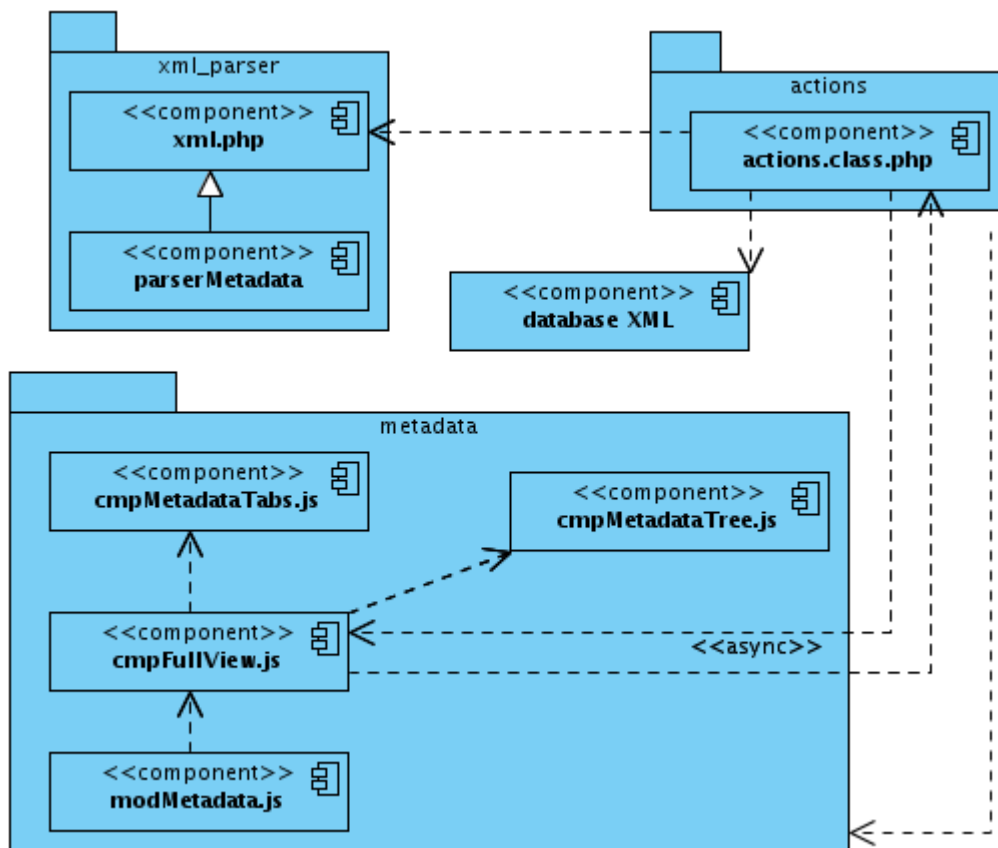 xml_parser
<<component>>
xml.php
<<component>>
parserMetadata
actions
<<component>>
actions.class.php
<<component>>
database XML
metadata
<<component>>
cmpMetadataTabs.js
<<component>>
cmpMetadataTree.js
<<component>>
cmpFullView.js
<<async>>
<<component>>
modMetadata.js